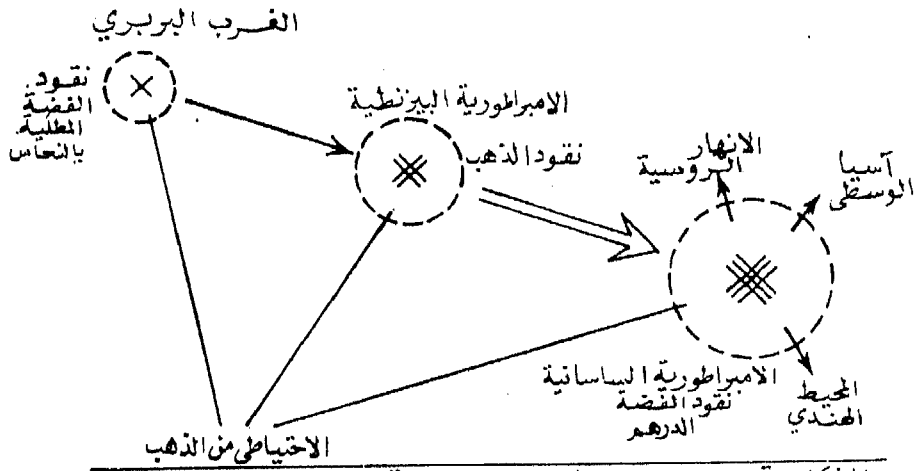 الغرب البربري
نقود
الفضة
المطلية
بالنحاس
الامبراطورية البيزنطية
نقود الذهب
الانهار
الروسية
آسيا
الوسطى
الامبراطورية الساسانية
نقود الفضة
الدرهم
المحيط
الهندي
الاحتياطي من الذهب